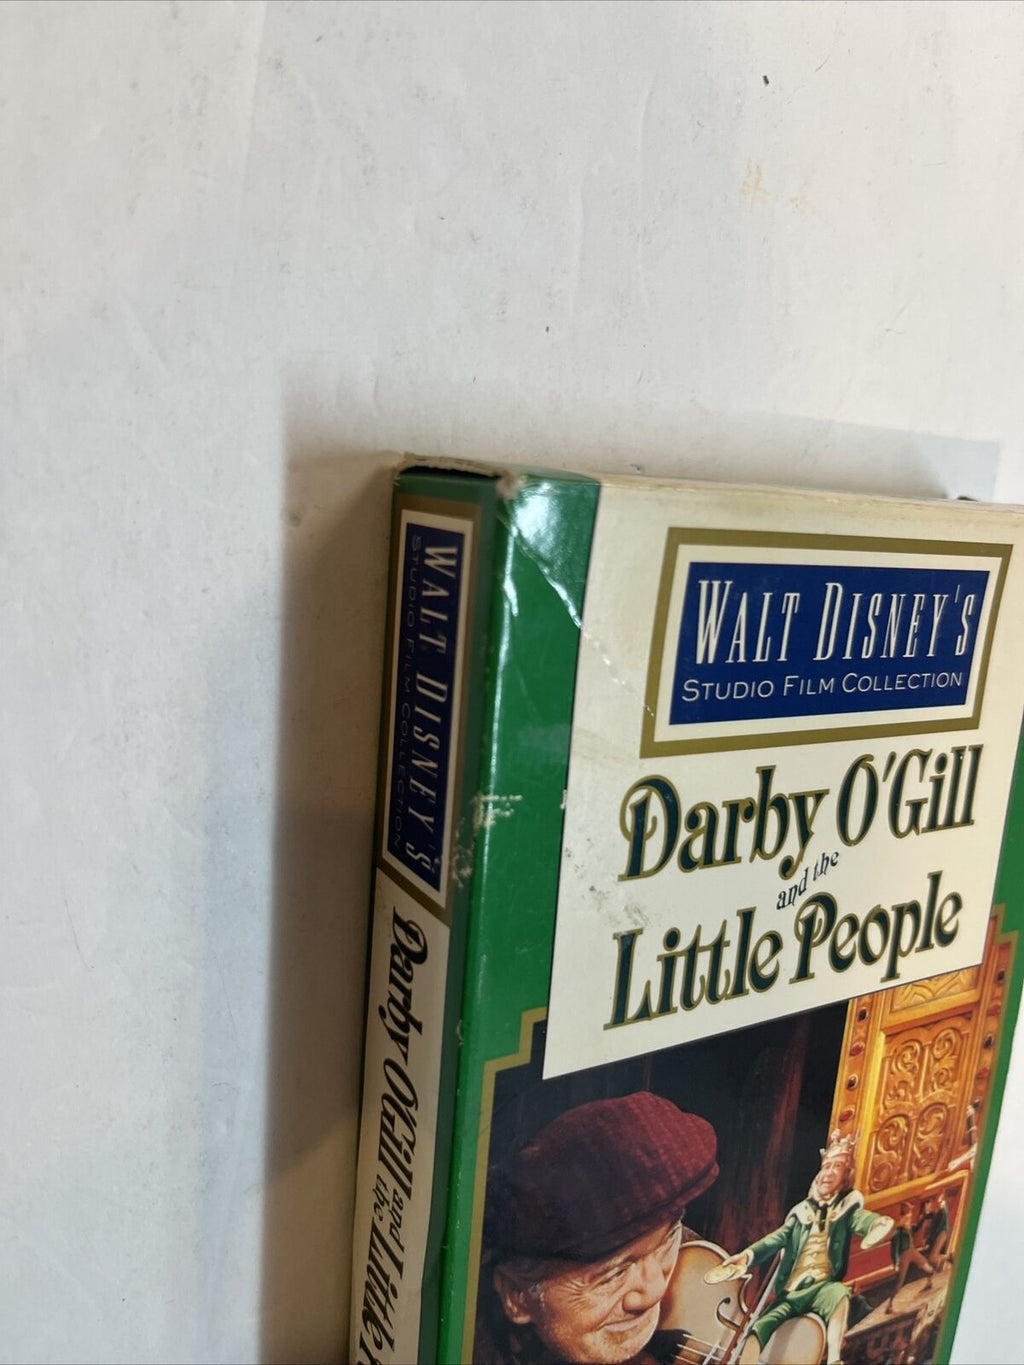 WALT DISNEY'S
STUDIO FILM COLLECTION
Darby O'Gill
and the
Little People
WALT DISNEY'S
STUDIO FILM COLLECTION
Darby O'Gill and the Little